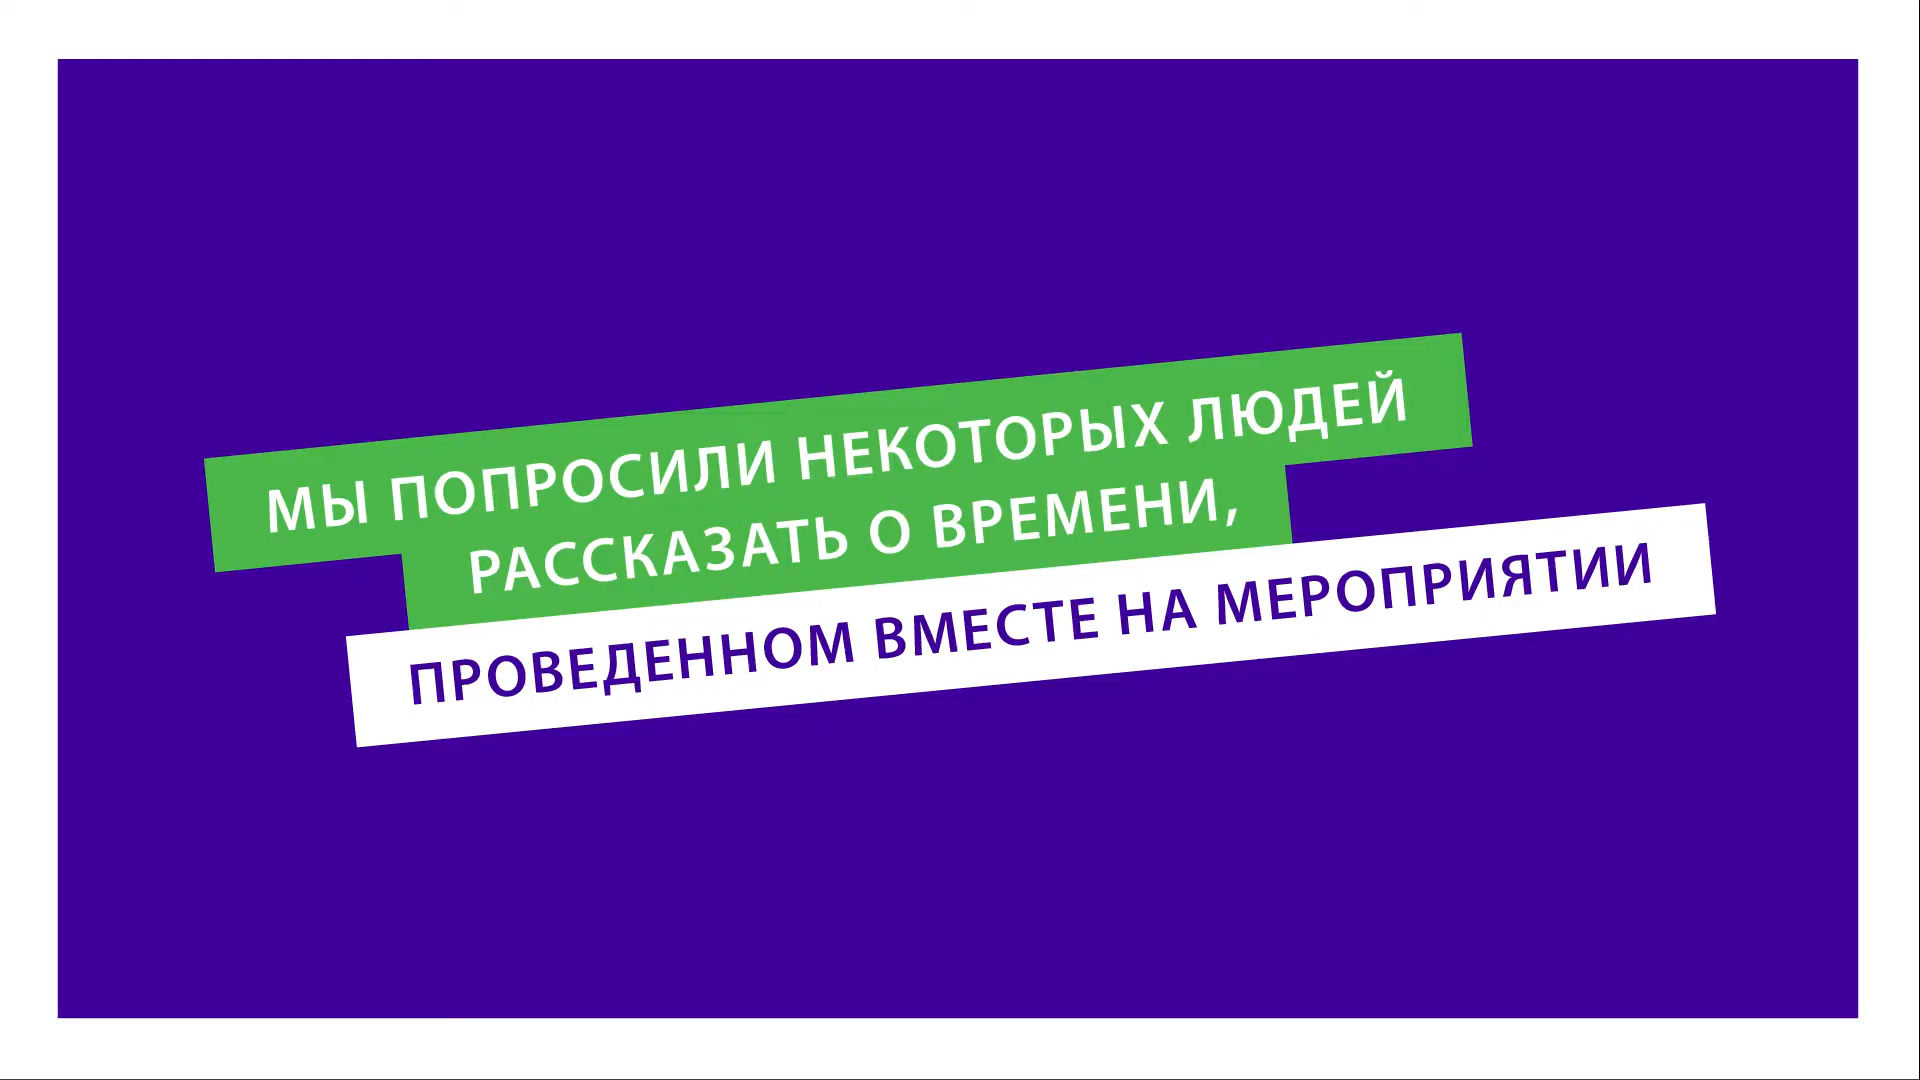 МЫ ПОПРОСИЛИ НЕКОТОРЫХ ЛЮДЕЙ
РАССКАЗАТЬ О ВРЕМЕНИ,
ПРОВЕДЕННОМ ВМЕСТЕ НА МЕРОПРИЯТИИ